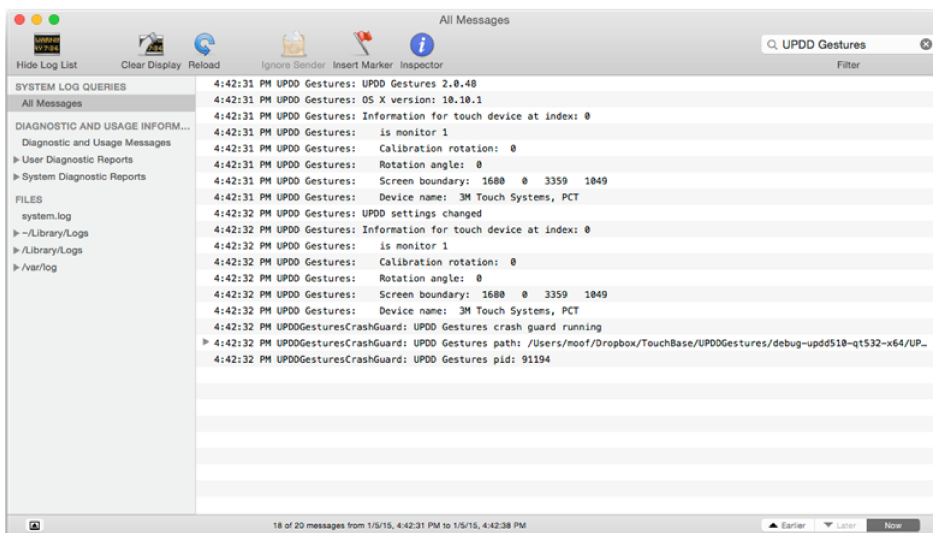 All Messages
Hide Log List
Clear Display
Reload
Ignore Sender
Insert Marker
Inspector
UPDD Gestures
Filter
SYSTEM LOG QUERIES
All Messages
DIAGNOSTIC AND USAGE INFORM...
Diagnostic and Usage Messages
User Diagnostic Reports
System Diagnostic Reports
FILES
system.log
~/Library/Logs
/Library/Logs
/var/log
4:42:31 PM UPDD Gestures: UPDD Gestures 2.0.48
4:42:31 PM UPDD Gestures: OS X version: 10.10.1
4:42:31 PM UPDD Gestures: Information for touch device at index: 0
4:42:31 PM UPDD Gestures: is monitor 1
4:42:31 PM UPDD Gestures: Calibration rotation: 0
4:42:31 PM UPDD Gestures: Rotation angle: 0
4:42:31 PM UPDD Gestures: Screen boundary: 1680 0 3359 1049
4:42:31 PM UPDD Gestures: Device name: 3M Touch Systems, PCT
4:42:32 PM UPDD Gestures: UPDD settings changed
4:42:32 PM UPDD Gestures: Information for touch device at index: 0
4:42:32 PM UPDD Gestures: is monitor 1
4:42:32 PM UPDD Gestures: Calibration rotation: 0
4:42:32 PM UPDD Gestures: Rotation angle: 0
4:42:32 PM UPDD Gestures: Screen boundary: 1680 0 3359 1049
4:42:32 PM UPDD Gestures: Device name: 3M Touch Systems, PCT
4:42:32 PM UPDDGesturesCrashGuard: UPDD Gestures crash guard running
4:42:32 PM UPDDGesturesCrashGuard: UPDD Gestures path: /Users/moof/Dropbox/TouchBase/UPDDGestures/debug-updd510-qt532-x64/UP...
4:42:32 PM UPDDGesturesCrashGuard: UPDD Gestures pid: 91194
18 of 20 messages from 1/5/15, 4:42:31 PM to 1/5/15, 4:42:38 PM
Earlier
Later
Now